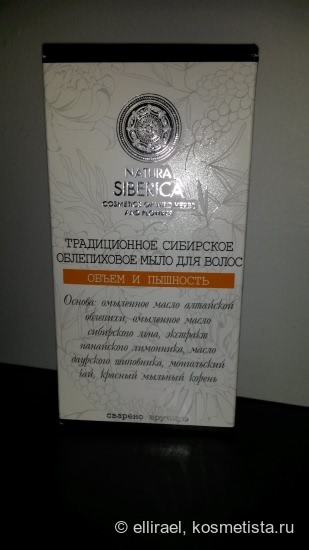 NATURA
SIBERICA
COSMETICS OF WILD HERBS
AND FLOWERS
ТРАДИЦИОННОЕ СИБИРСКОЕ
ОБЛЕПИХОВОЕ МЫЛО ДЛЯ ВОЛОС
ОБЪЕМ И ПЫШНОСТЬ
Основа: омыленное масло алтайской
облепихи, омыленное масло
сибирского льна, экстракт
нанайского лимонника, масло
даурского шиповника, монгольский
чай, красный мыльный корень
сварено вручную
© ellirael, kosmetista.ru